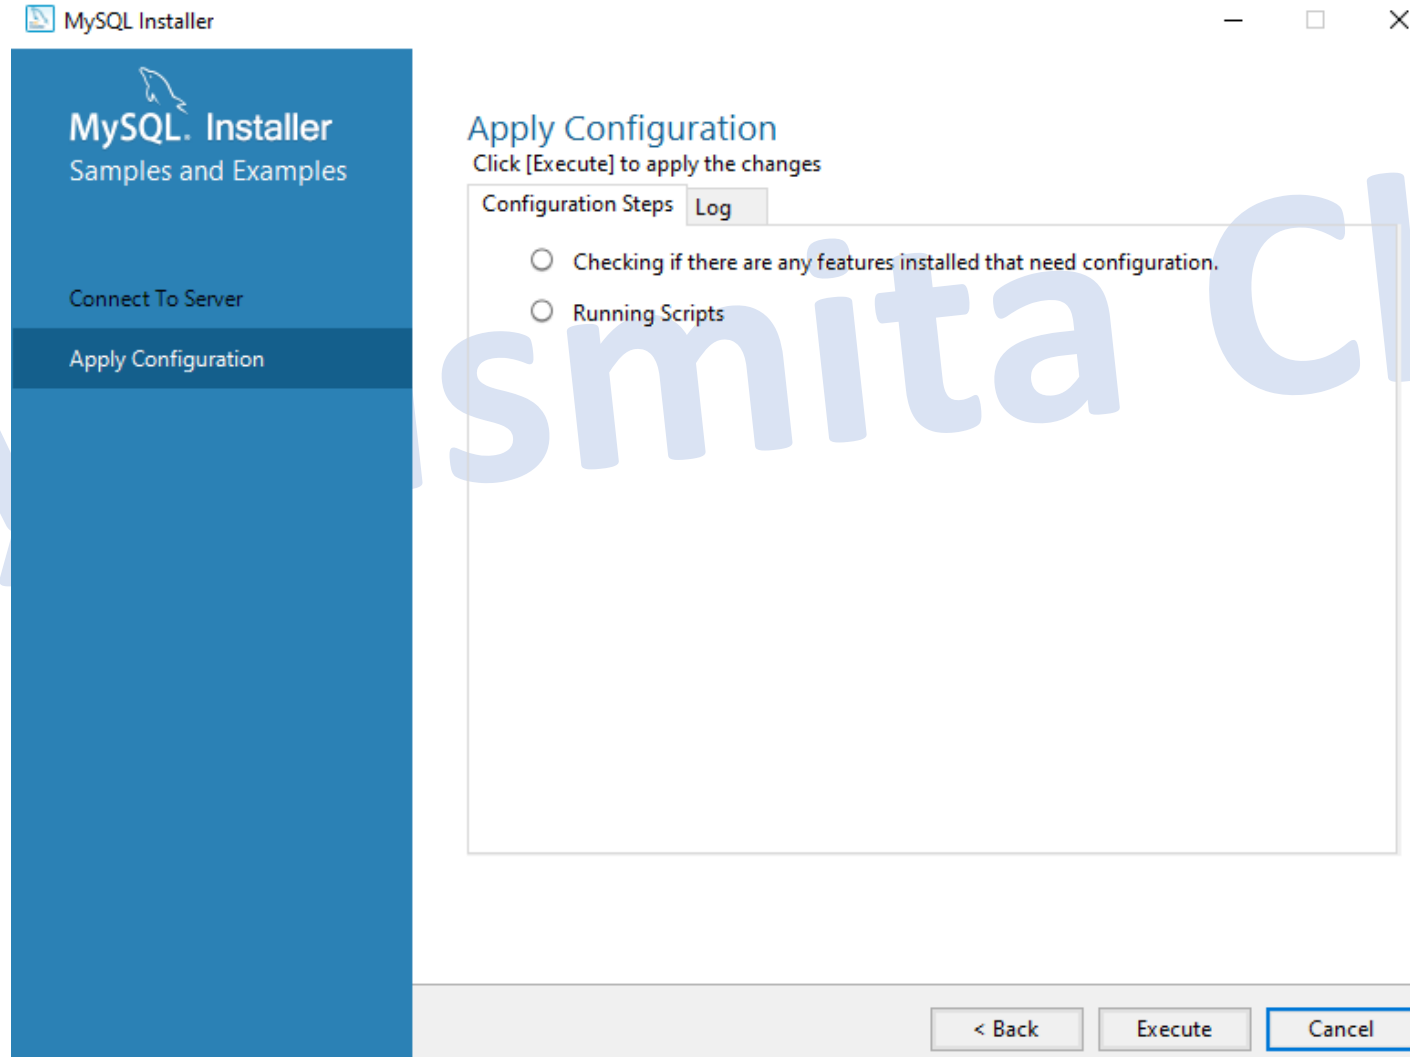 MySQL Installer
MySQL. Installer
Samples and Examples
Connect To Server
Apply Configuration
Apply Configuration
Click [Execute] to apply the changes
Configuration Steps
Log
Checking if there are any features installed that need configuration.
Running Scripts
smita
< Back
Execute
Cancel